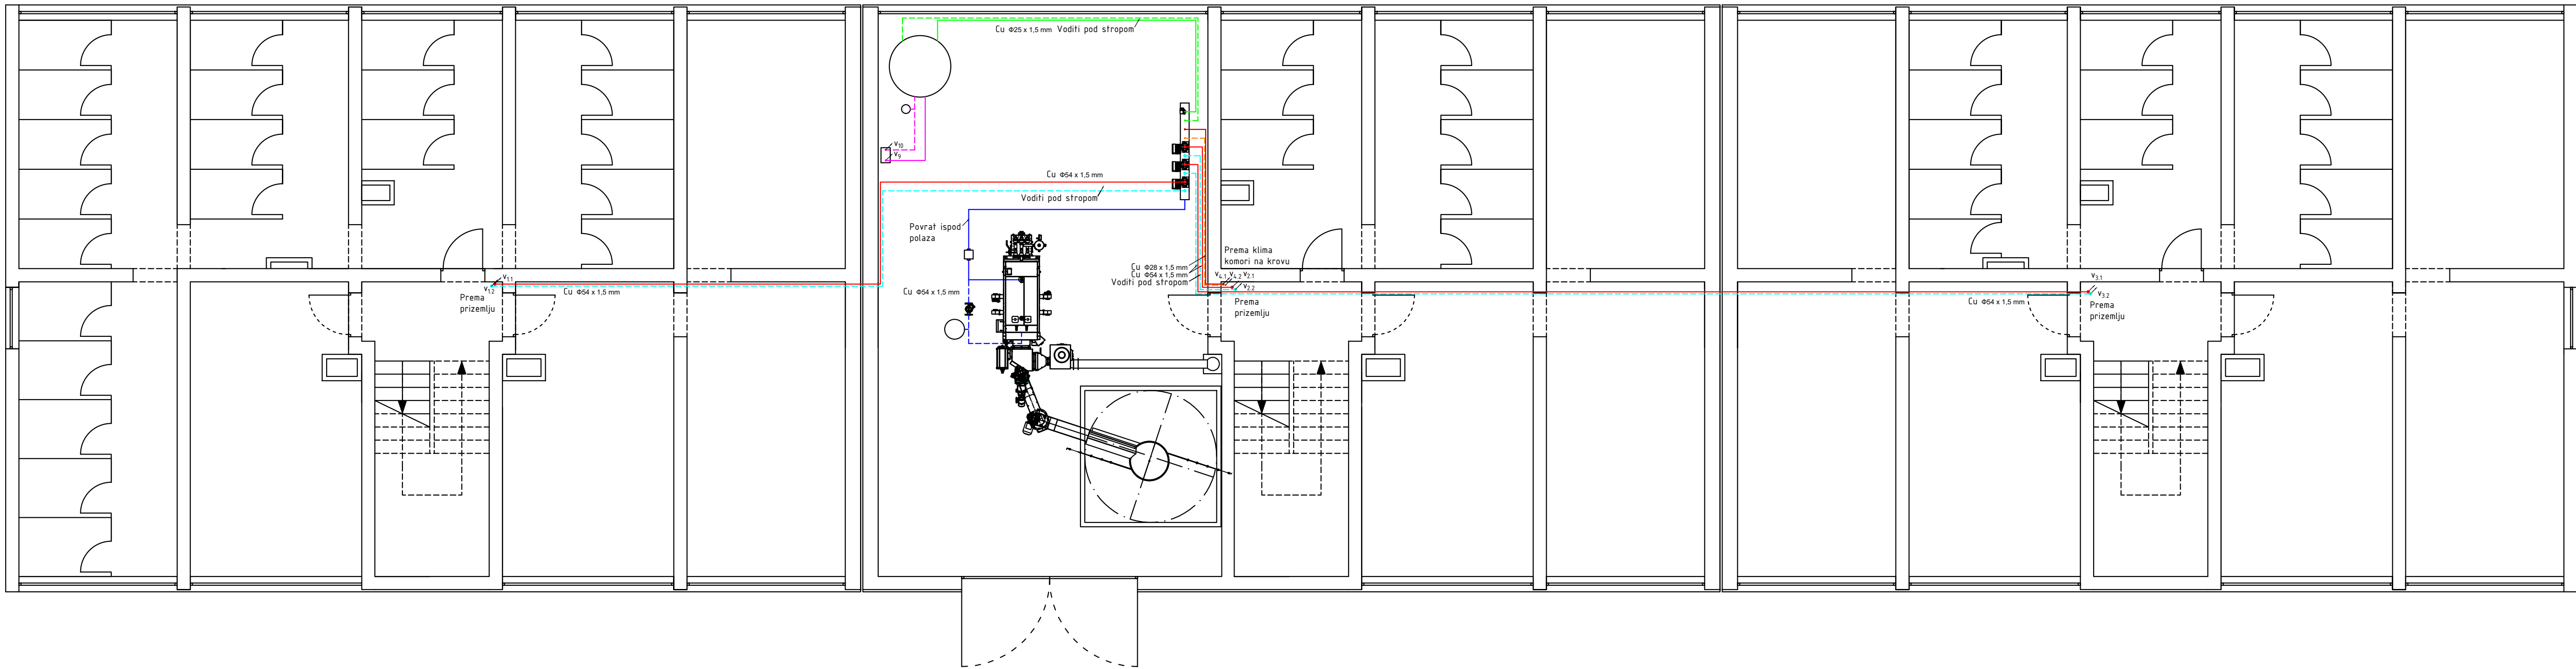 Cu Φ25 x 1,5 mm Voditi pod stropom
V10
V9
Cu Φ54 x 1,5 mm
Voditi pod stropom
Povrat ispod
polaza
Prema klima
komori na krovu
Cu Φ28 x 1,5 mm
Cu Φ54 x 1,5 mm
Voditi pod stropom
V4.1 V4.2 V2.1
V2.2
Prema
prizemlju
V1.1
V1.2
Prema
prizemlju
Cu Φ54 x 1,5 mm
Cu Φ54 x 1,5 mm
V3.1
V3.2
Cu Φ54 x 1,5 mm
Prema
prizemlju